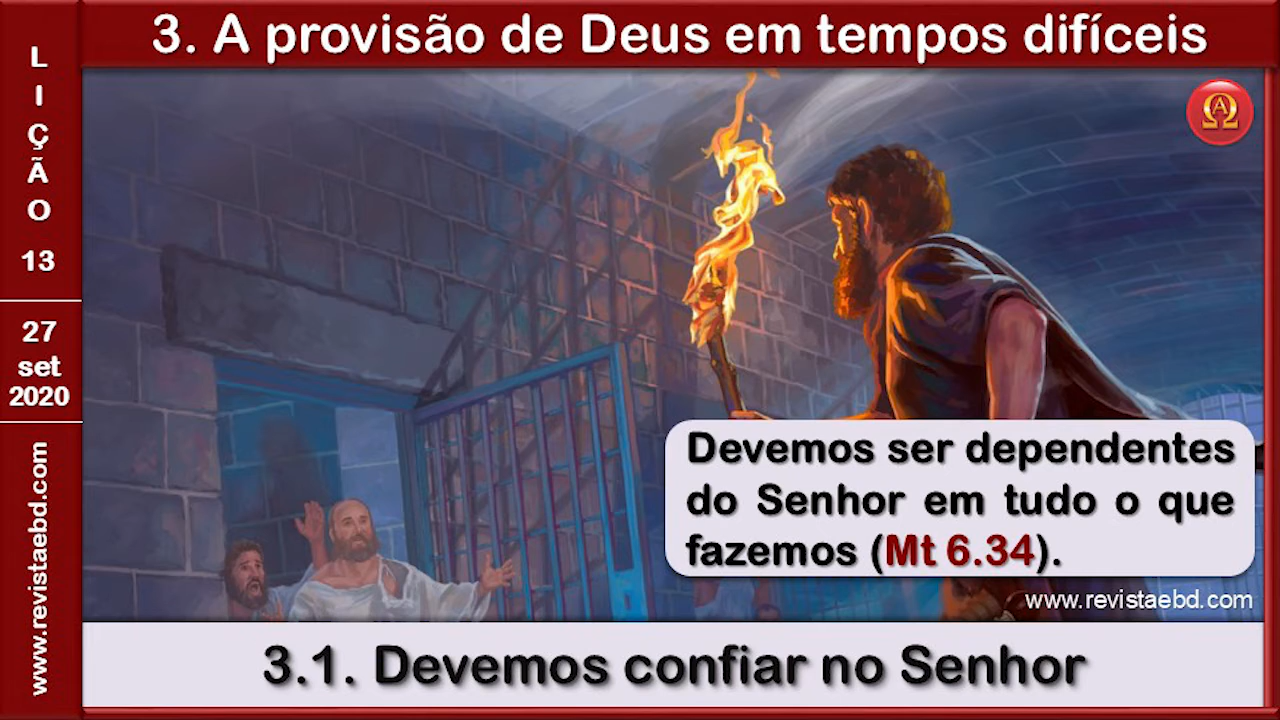 3. A provisão de Deus em tempos difíceis
L
I
Ç
Ã
O
13
27
set
2020
www.revistaebd.com
ΑΩ
Devemos ser dependentes
do Senhor em tudo o que
fazemos (Mt 6.34).
www.revistaebd.com
3.1. Devemos confiar no Senhor